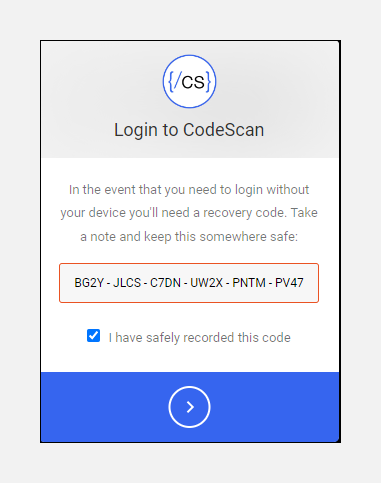 {/CS}
Login to CodeScan
In the event that you need to login without
your device you'll need a recovery code. Take
a note and keep this somewhere safe:
BG2Y - JLCS - C7DN - UW2X - PNTM - PV47
I have safely recorded this code